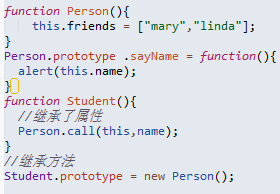 function Person(){
this.friends = ["mary","linda"];
}
Person.prototype .sayName = function(){
alert(this.name);
}
function Student(){
//继承了属性
Person.call(this,name);
}
//继承方法
Student.prototype = new Person();